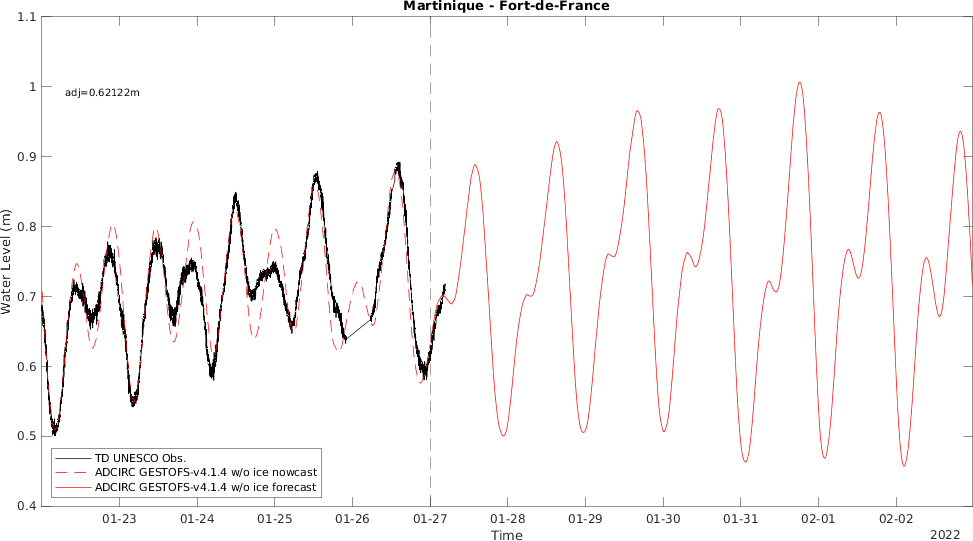 Martinique - Fort-de-France
1.1
1
0.9
0.8
0.7
0.6
0.5
0.4
Water Level (m)
adj=0.62122m
TD UNESCO Obs.
ADCIRC GESTOFS-v4.1.4 w/o ice nowcast
ADCIRC GESTOFS-v4.1.4 w/o ice forecast
01-23 01-24 01-25 01-26 01-27 01-28 01-29 01-30 01-31 02-01 02-02
Time
2022